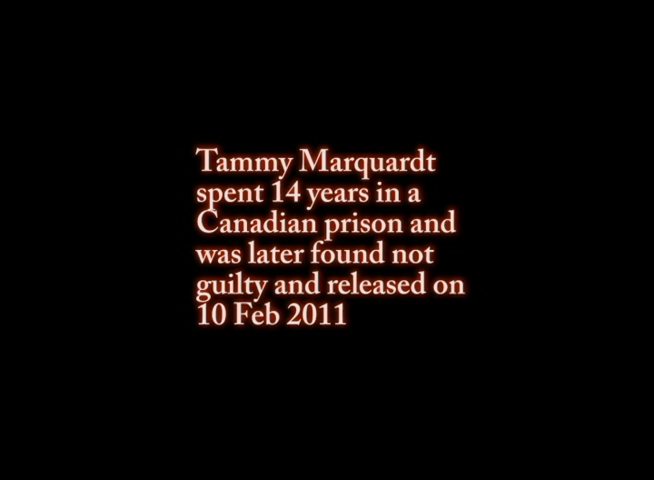 Tammy Marquardt
spent 14 years in a
Canadian prison and
was later found not
guilty and released on
10 Feb 2011